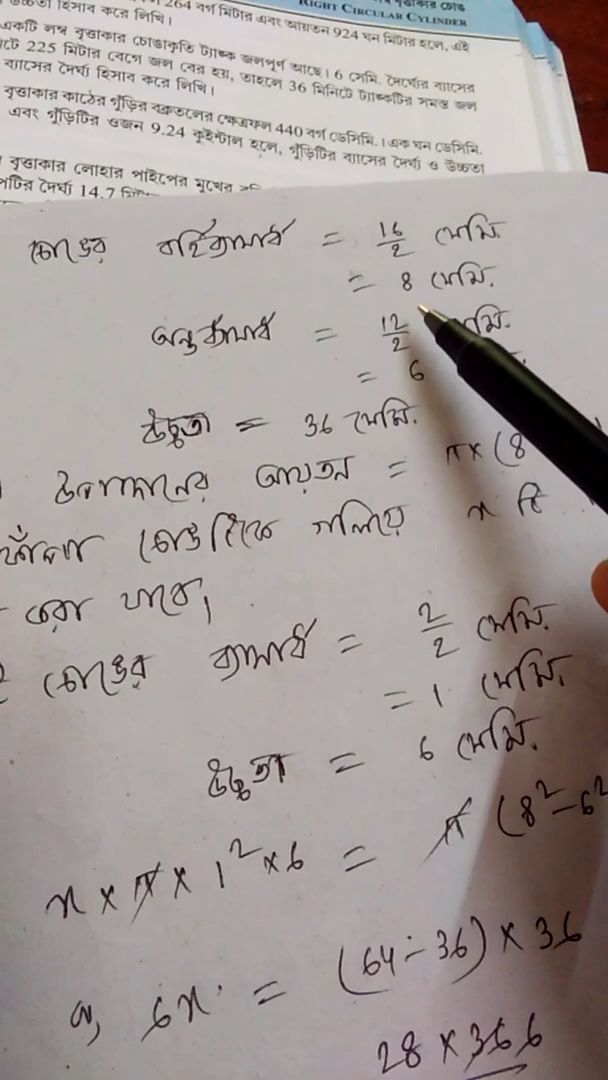 RIGHT CIRCULAR CYLINDER
উচ্চতা হিসাব করে লিখি।
264 বর্গ মিটার এবং আয়তন 924 ঘন মিটার হলে, এই
একটি লম্ব বৃত্তাকার চোঙাকৃতি ট্যাঙ্ক জলপূর্ণ আছে। 6 সেমি. দৈর্ঘ্যের ব্যাসের
225 মিটার বেগে জল বের হয়, তাহলে 36 মিনিটে ট্যাঙ্কটির সমস্ত জল
ব্যাসের দৈর্ঘ্য হিসাব করে লিখি।
বৃত্তাকার কাঠের গুঁড়ির বক্রতলের ক্ষেত্রফল 440 বর্গ ডেসিমি.। এক ঘন ডেসিমি.
এবং গুঁড়িটির ওজন 9.24 কুইন্টাল হলে, গুঁড়িটির ব্যাসের দৈর্ঘ্য ও উচ্চতা
বৃত্তাকার লোহার পাইপের মুখের
দৈর্ঘ্য 14.7
চোঙের বহির্ব্যাসার্ধ = 16/2 সেমি.
= 8 সেমি.
অন্তর্ব্যাসার্ধ = 12/2 মি.
= 6
উচ্চতা = 36 সেমি.
উপাদানের আয়তন = π × (8
ফাঁপা চোঙটিকে গলিয়ে n টি
করা যাবে,
চোঙের ব্যাসার্ধ = 2/2 সেমি.
= 1 সেমি.
উচ্চতা = 6 সেমি.
n × π × 1² × 6 = π (8² - 6²
বা, 6n = (64 - 36) × 36
28 × 36 6